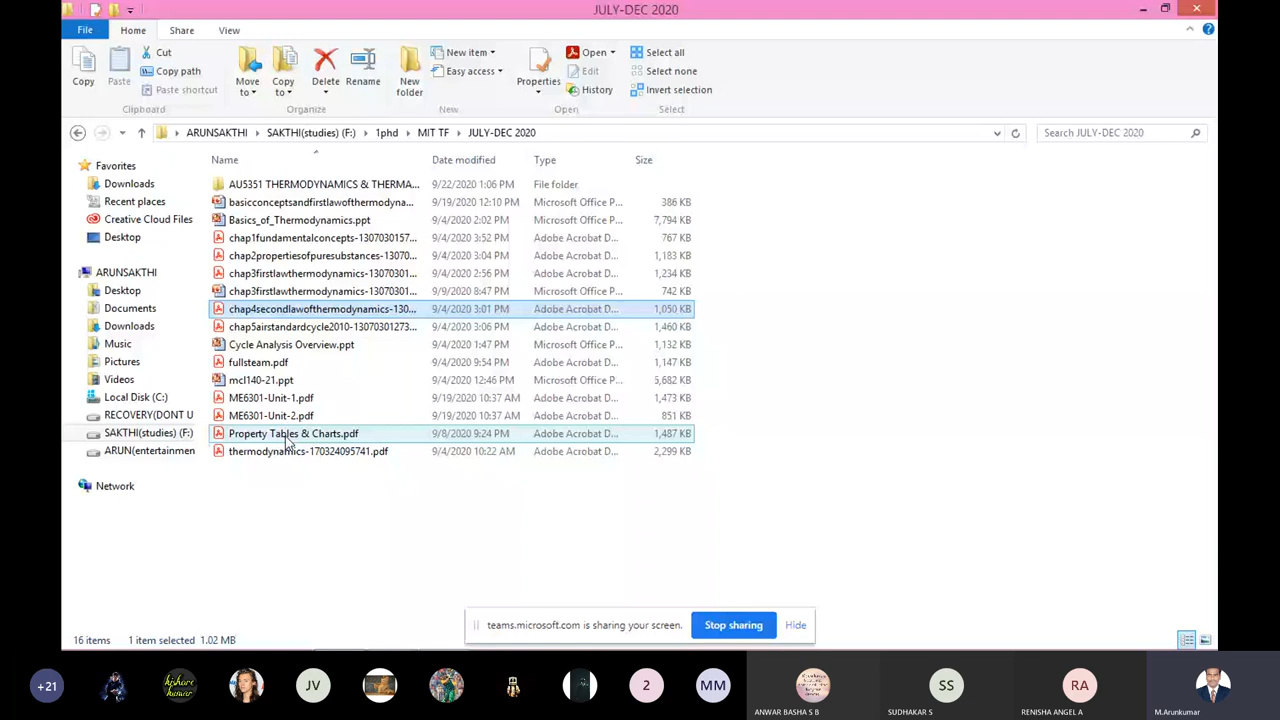 JULY-DEC 2020
File Home Share View
Copy
Paste
Cut
Copy path
Paste shortcut
Clipboard
Move to
Copy to
Delete
Rename
Organize
New folder
New item
Easy access
New
Properties
Open
Edit
History
Open
Select all
Select none
Invert selection
Select
ARUNSAKTHI SAKTHI(studies) (F:) 1phd MIT TF JULY-DEC 2020
Search JULY-DEC 2020
Favorites
Downloads
Recent places
Creative Cloud Files
Desktop
ARUNSAKTHI
Desktop
Documents
Downloads
Music
Pictures
Videos
Local Disk (C:)
RECOVERY(DONT U
SAKTHI(studies) (F:)
ARUN(entertainmen
Network
Name Date modified Type Size
AU5351 THERMODYNAMICS & THERMA... 9/22/2020 1:06 PM File folder
basicconceptsandfirstlawofthermodyna... 9/19/2020 12:10 PM Microsoft Office P... 386 KB
Basics_of_Thermodynamics.ppt 9/4/2020 2:02 PM Microsoft Office P... 7,794 KB
chap1fundamentalconcepts-1307030157... 9/4/2020 3:52 PM Adobe Acrobat D... 767 KB
chap2propertiesofpuresubstances-13070... 9/4/2020 3:04 PM Adobe Acrobat D... 1,183 KB
chap3firstlawthermodynamics-13070301... 9/4/2020 2:56 PM Adobe Acrobat D... 1,234 KB
chap3firstlawthermodynamics-13070301... 9/9/2020 8:47 PM Adobe Acrobat D... 742 KB
chap4secondlawofthermodynamics-130... 9/4/2020 3:01 PM Adobe Acrobat D... 1,050 KB
chap5airstandardcycle2010-13070301273... 9/4/2020 3:06 PM Adobe Acrobat D... 1,460 KB
Cycle Analysis Overview.ppt 9/4/2020 1:47 PM Microsoft Office P... 1,132 KB
fullsteam.pdf 9/4/2020 9:54 PM Adobe Acrobat D... 1,147 KB
mcl140-21.ppt 9/4/2020 12:46 PM Microsoft Office P... 5,682 KB
ME6301-Unit-1.pdf 9/19/2020 10:37 AM Adobe Acrobat D... 1,473 KB
ME6301-Unit-2.pdf 9/19/2020 10:37 AM Adobe Acrobat D... 851 KB
Property Tables & Charts.pdf 9/8/2020 9:24 PM Adobe Acrobat D... 1,487 KB
thermodynamics-170324095741.pdf 9/4/2020 10:22 AM Adobe Acrobat D... 2,299 KB
teams.microsoft.com is sharing your screen. Stop sharing Hide
16 items 1 item selected 1.02 MB
+21
JV
2
MM
ANWAR BASHA S B
SS
SUDHAKAR S
RA
RENISHA ANGEL A
M.Arunkumar